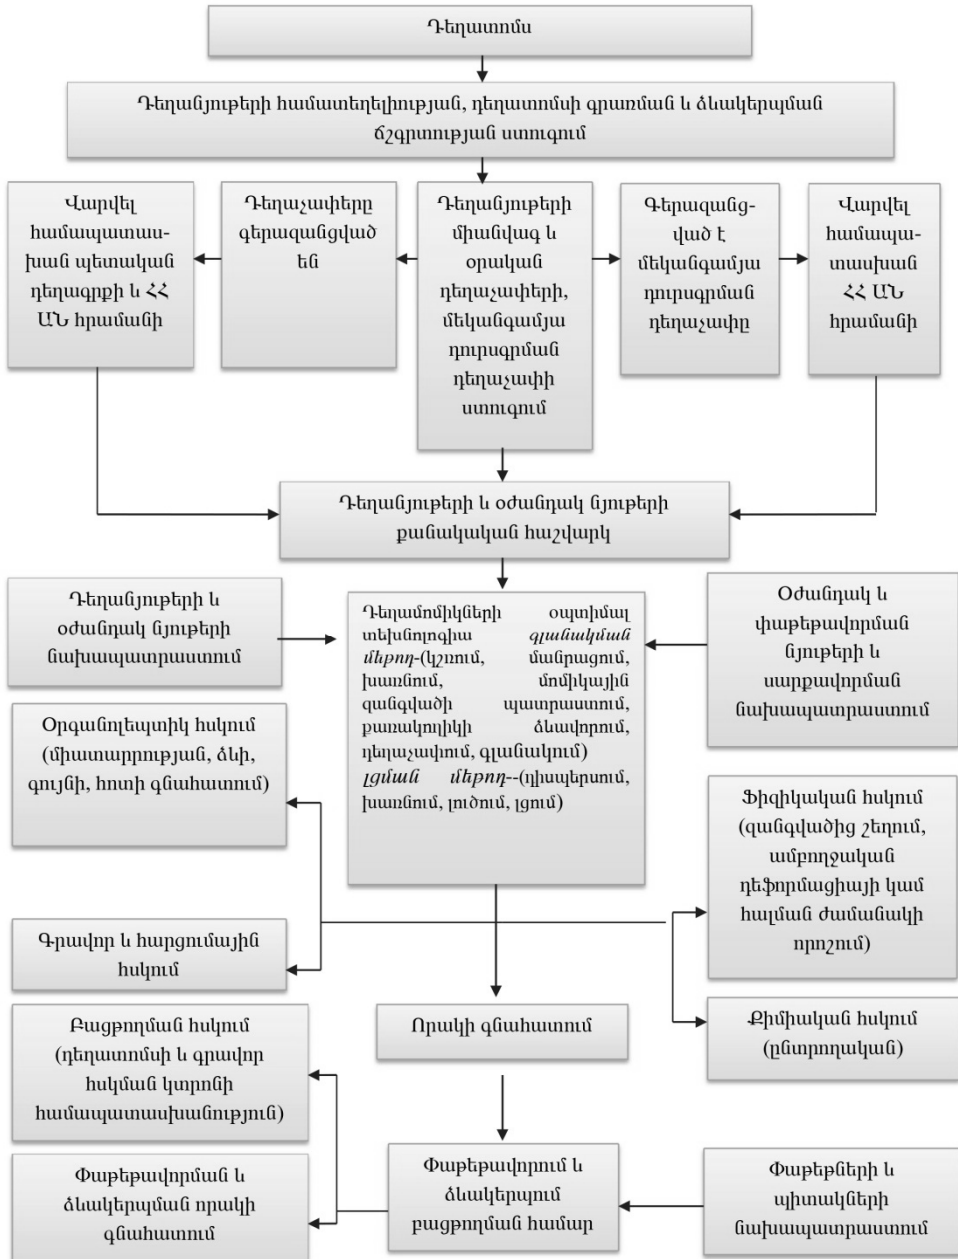 Դեղատոմս
Դեղանյութերի համատեղելիության, դեղատոմսի գրառման և ձևակերպման
ճշգրտության ստուգում
Վարվել
համապատաս-
խան պետական
դեղագրքի և ՀՀ
ԱՆ հրամանի
Դեղաչափերը
գերազանցված
են
Դեղանյութերի
միանվագ և
օրական
դեղաչափերի,
մեկանգամյա
դուրսգրման
դեղաչափի
ստուգում
Գերազանց-
ված է
մեկանգամյա
դուրսգրման
դեղաչափը
Վարվել
համապա-
տասխան
ՀՀ ԱՆ
հրամանի
Դեղանյութերի և օժանդակ նյութերի
քանակական հաշվարկ
Դեղանյութերի և
օժանդակ նյութերի
նախապատրաստում
Դեղամոմիկների օպտիմալ
տեխնոլոգիա գլանակման
մեթոդ-(կշռում, մանրացում,
խառնում, մոմիկային
զանգվածի պատրաստում,
քառակողիկի ձևավորում,
դեղաչափում, գլանակում)
լցման մեթոդ--(դիսպերսում,
խառնում, լուծում, լցում)
Օժանդակ և
փաթեթավորման
նյութերի և
սարքավորման
նախապատրաստում
Օրգանոլեպտիկ հսկում
(միատարրության, ձևի,
գույնի, հոտի գնահատում)
Ֆիզիկական հսկում
(զանգվածից շեղում,
ամբողջական
դեֆորմացիայի կամ
հալման ժամանակի
որոշում)
Գրավոր և հարցումային
հսկում
Բացթողման հսկում
(դեղատոմսի և գրավոր
հսկման կտրոնի
համապատասխանություն)
Որակի գնահատում
Քիմիական հսկում
(ընտրողական)
Փաթեթավորման և
ձևակերպման որակի
գնահատում
Փաթեթավորում և
ձևակերպում
բացթողման համար
Փաթեթների և
պիտակների
նախապատրաստում